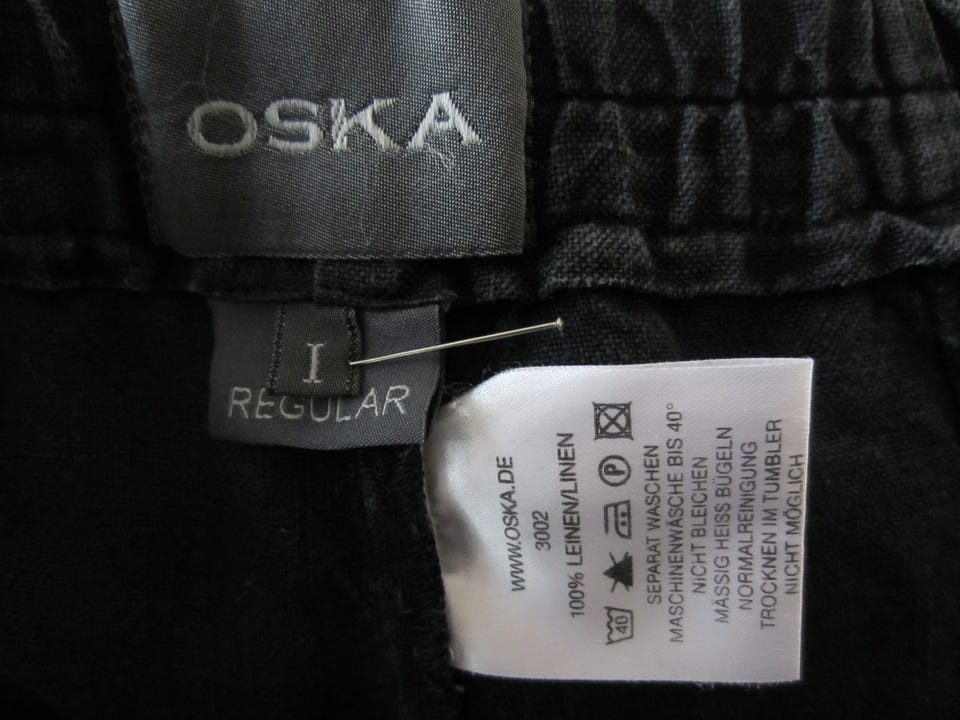 OSKA
I
REGULAR
WWW.OSKA.DE
3002
100% LEINEN/LINEN
40 P
SEPARAT WASCHEN
MASCHINENWÄSCHE BIS 40°
NICHT BLEICHEN
MÄSSIG HEISS BÜGELN
NORMALREINIGUNG
TROCKNEN IM TUMBLER
NICHT MÖGLICH